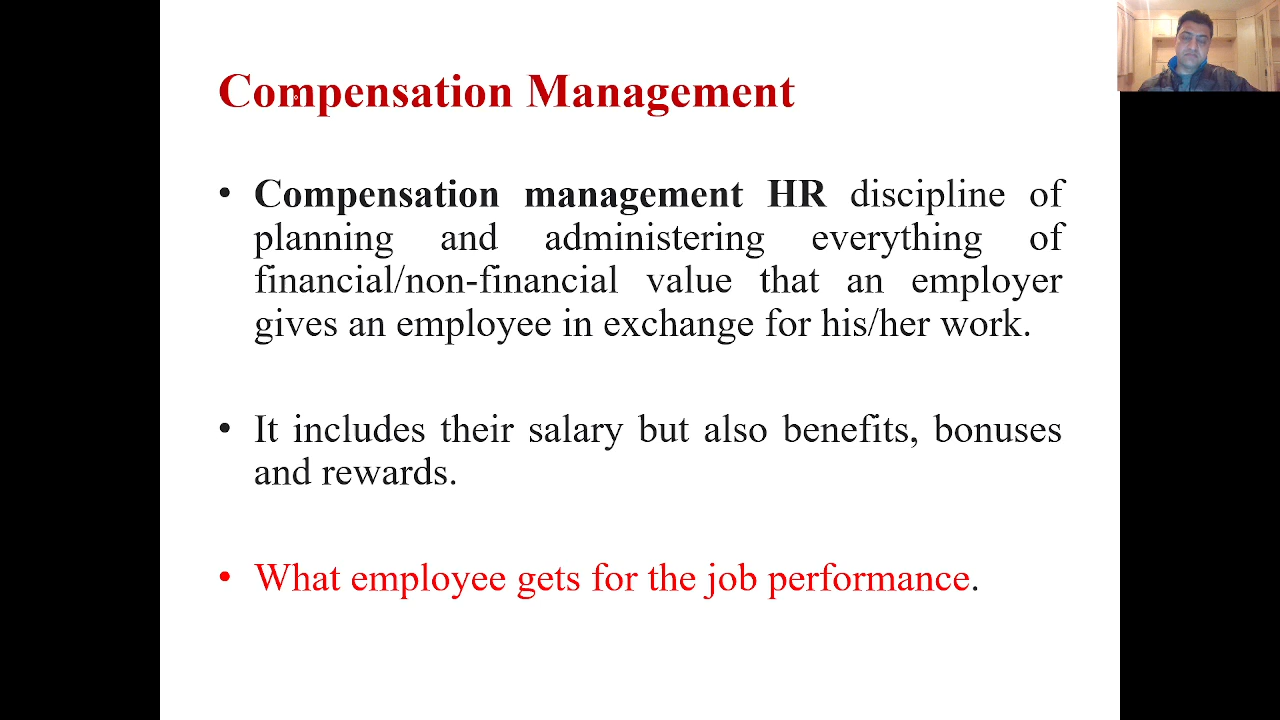 Compensation Management
• Compensation management HR discipline of
planning and administering everything of
financial/non-financial value that an employer
gives an employee in exchange for his/her work.
• It includes their salary but also benefits, bonuses
and rewards.
• What employee gets for the job performance.